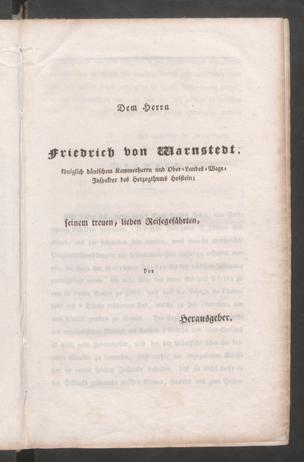 Dem Herrn
Friedrich von Warnstedt,
königlich dänischem Kammerherrn und Ober-Landes-Wege-
Inspektor des Herzogthums Holstein;
seinem treuen, lieben Reisegefährten,
der
Herausgeber.